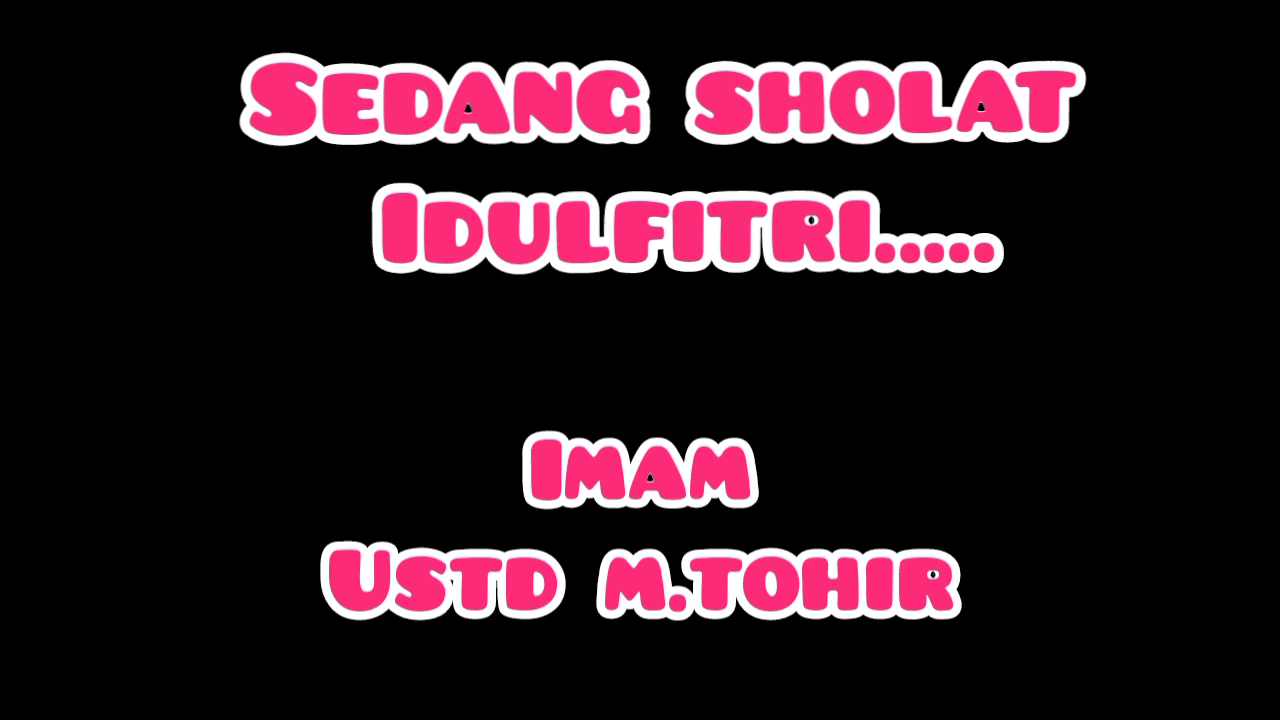 Sedang sholat
Idulfitri.....
Imam
Ustd m.tohir